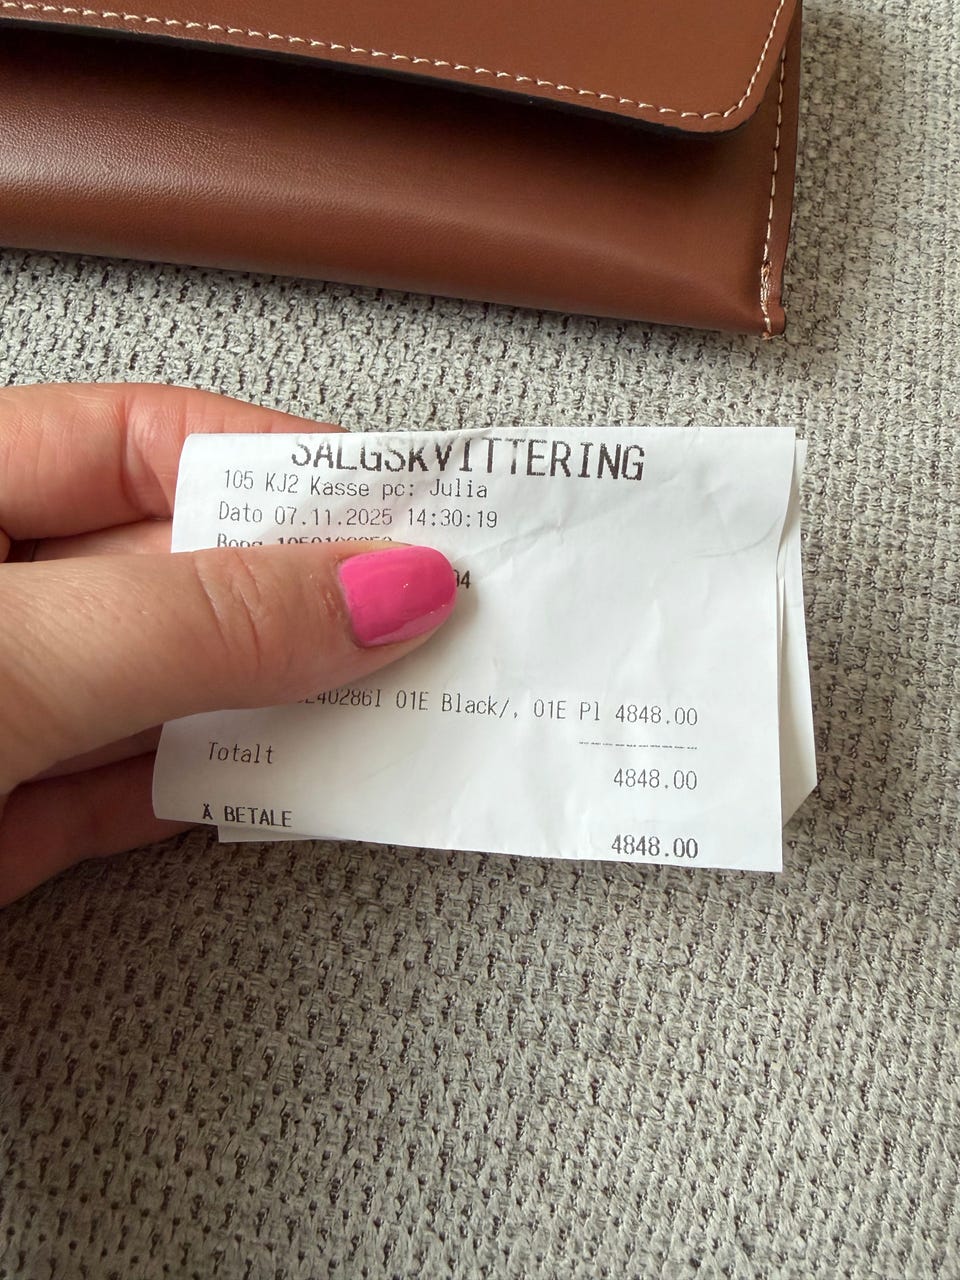 SALGSKVITTERING
105 KJ2 Kasse pc: Julia
Dato 07.11.2025 14:30:19
Bong
01E Black/, 01E Pl 4848.00
Totalt
4848.00
Å BETALE
4848.00